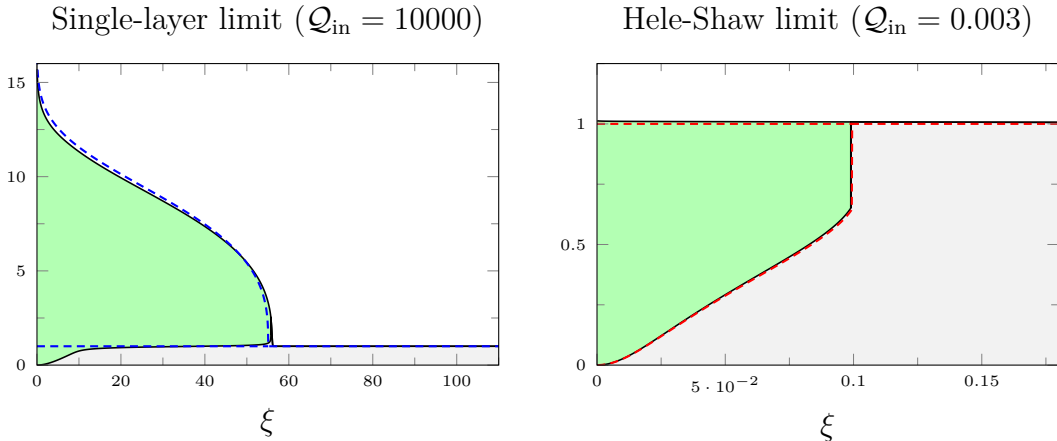 Single-layer limit (𝒬in = 10000)
15
10
5
0
0 20 40 60 80 100
ξ
Hele-Shaw limit (𝒬in = 0.003)
1
0.5
0
0 5 · 10⁻² 0.1 0.15
ξ